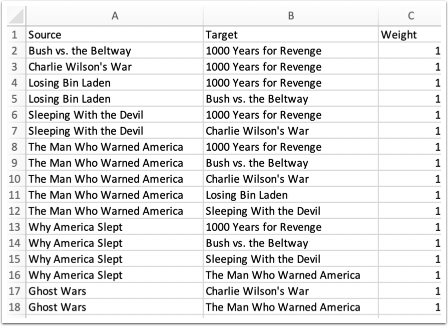 A B C
1 Source Target Weight
2 Bush vs. the Beltway 1000 Years for Revenge 1
3 Charlie Wilson's War 1000 Years for Revenge 1
4 Losing Bin Laden 1000 Years for Revenge 1
5 Losing Bin Laden Bush vs. the Beltway 1
6 Sleeping With the Devil 1000 Years for Revenge 1
7 Sleeping With the Devil Charlie Wilson's War 1
8 The Man Who Warned America 1000 Years for Revenge 1
9 The Man Who Warned America Bush vs. the Beltway 1
10 The Man Who Warned America Charlie Wilson's War 1
11 The Man Who Warned America Losing Bin Laden 1
12 The Man Who Warned America Sleeping With the Devil 1
13 Why America Slept 1000 Years for Revenge 1
14 Why America Slept Bush vs. the Beltway 1
15 Why America Slept Sleeping With the Devil 1
16 Why America Slept The Man Who Warned America 1
17 Ghost Wars Charlie Wilson's War 1
18 Ghost Wars The Man Who Warned America 1